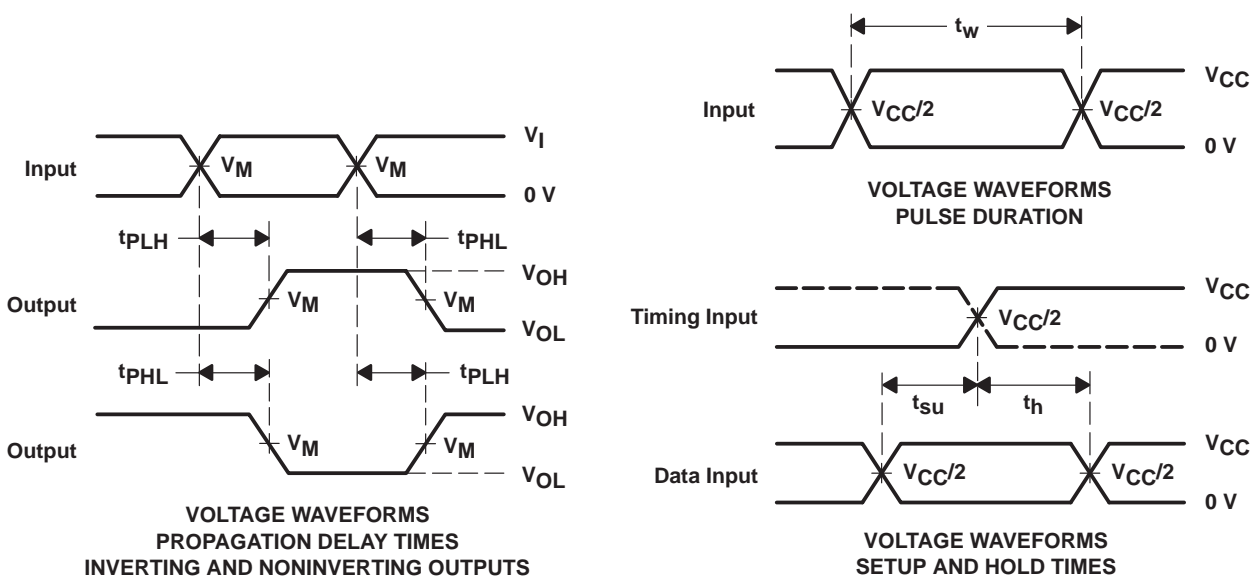 VI
Input
VM
VM
0 V
tPLH
tPHL
VOH
Output
VM
VM
VOL
tPHL
tPLH
VOH
Output
VM
VM
VOL
VOLTAGE WAVEFORMS
PROPAGATION DELAY TIMES
INVERTING AND NONINVERTING OUTPUTS
tw
VCC
Input
VCC/2
VCC/2
0 V
VOLTAGE WAVEFORMS
PULSE DURATION
VCC
Timing Input
VCC/2
0 V
tsu
th
VCC
Data Input
VCC/2
VCC/2
0 V
VOLTAGE WAVEFORMS
SETUP AND HOLD TIMES